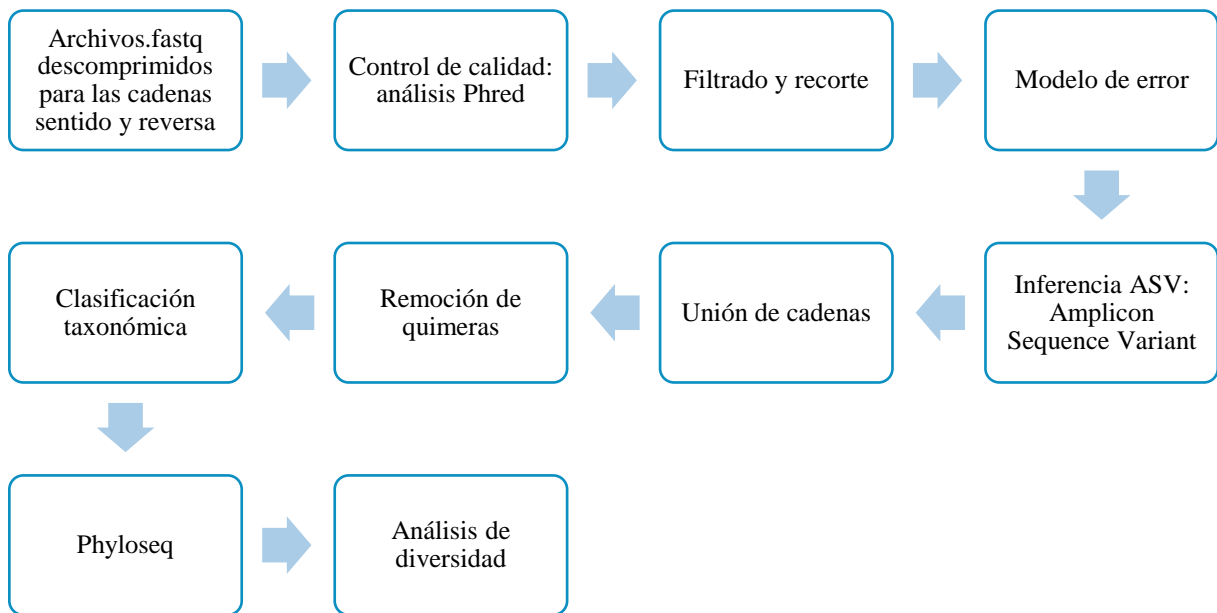 Archivos.fastq
descomprimidos
para las cadenas
sentido y reversa
Control de calidad:
análisis Phred
Filtrado y recorte
Modelo de error
Inferencia ASV:
Amplicon
Sequence Variant
Unión de cadenas
Remoción de
quimeras
Clasificación
taxonómica
Phyloseq
Análisis de
diversidad